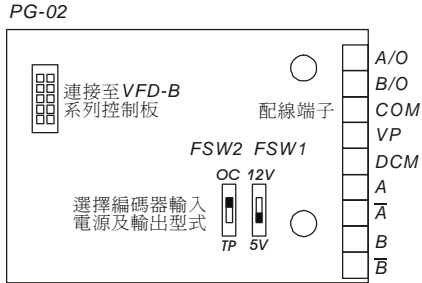 PG-02
連接至VFD-B
系列控制板
配線端子
A/O
B/O
COM
VP
DCM
A
A̅
B
B̅
FSW2 FSW1
OC 12V
選擇編碼器輸入
電源及輸出型式
TP 5V